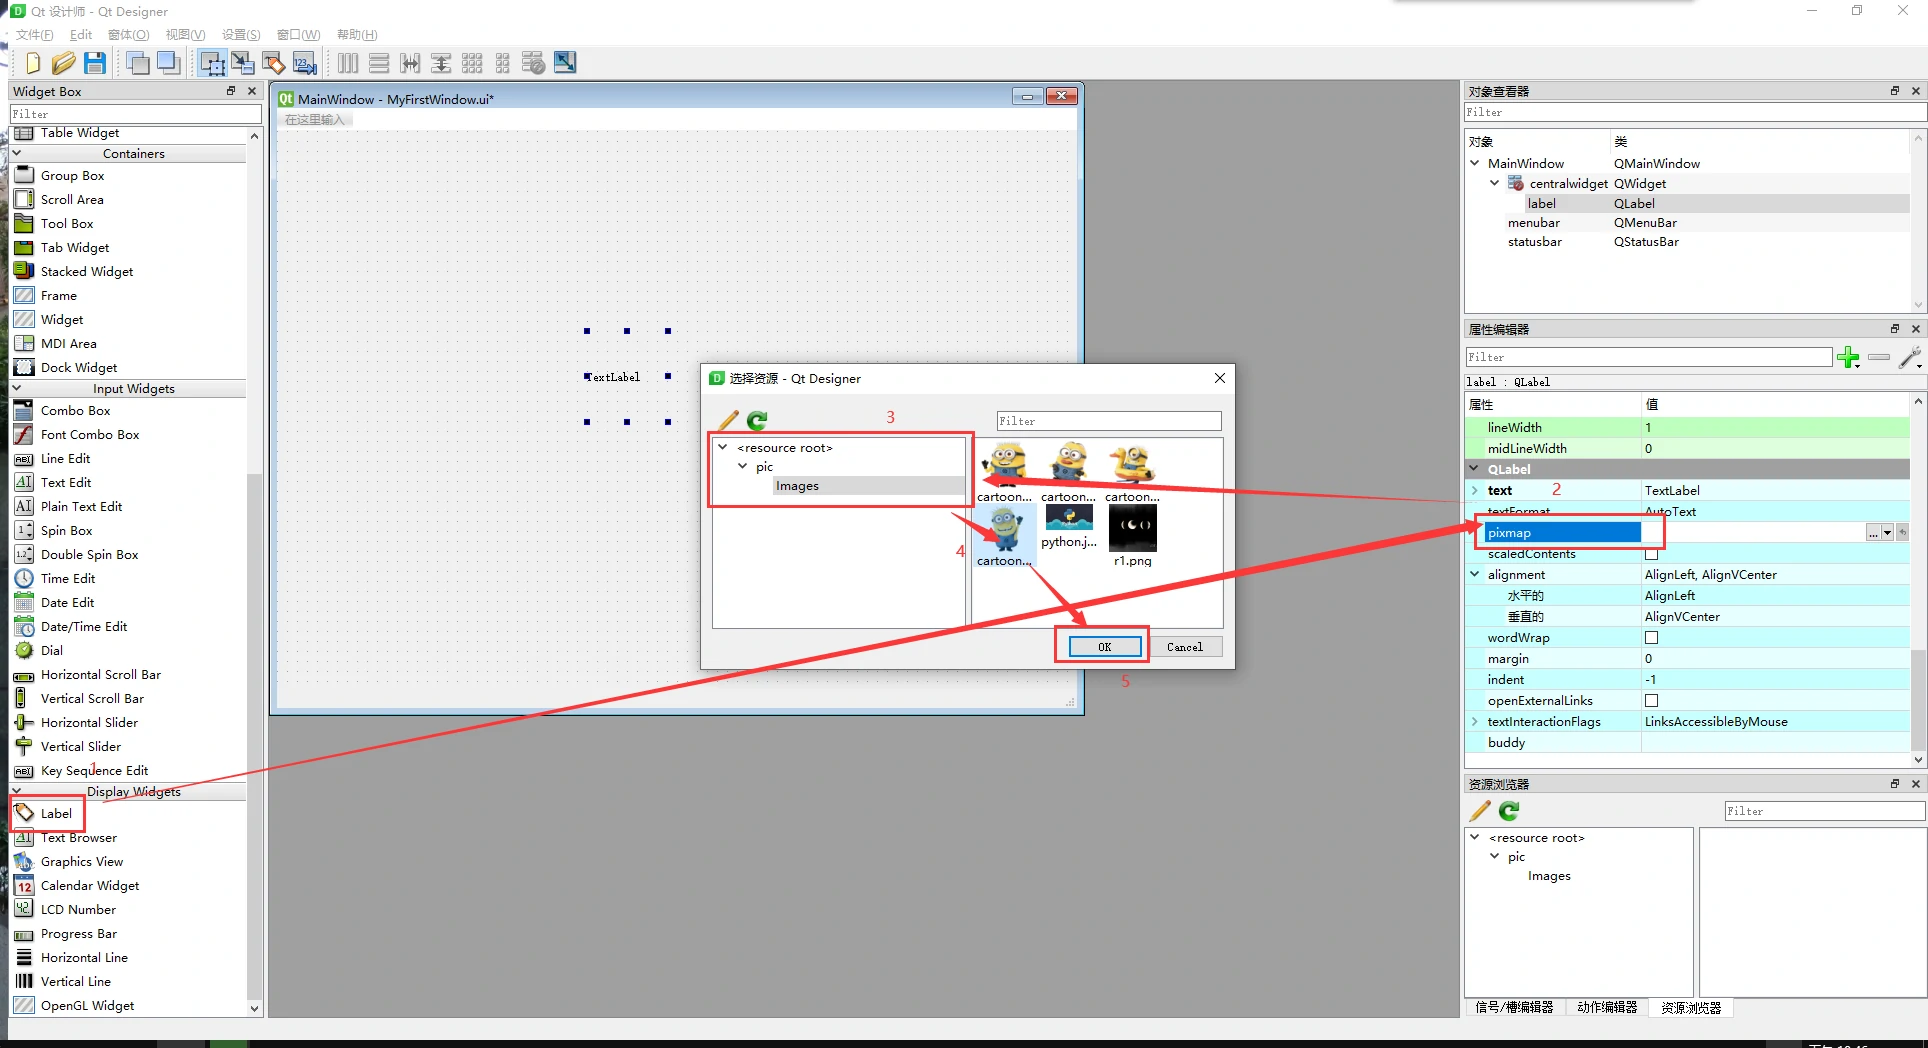 Qt 设计师 - Qt Designer
文件(F) Edit 窗体(O) 视图(V) 设置(S) 窗口(W) 帮助(H)
Widget Box
Filter
Table Widget
Containers
Group Box
Scroll Area
Tool Box
Tab Widget
Stacked Widget
Frame
Widget
MDI Area
Dock Widget
Input Widgets
Combo Box
Font Combo Box
Line Edit
Text Edit
Plain Text Edit
Spin Box
Double Spin Box
Time Edit
Date Edit
Date/Time Edit
Dial
Horizontal Scroll Bar
Vertical Scroll Bar
Horizontal Slider
Vertical Slider
Key Sequence Edit
1
Display Widgets
Label
Text Browser
Graphics View
Calendar Widget
LCD Number
Progress Bar
Horizontal Line
Vertical Line
OpenGL Widget
MainWindow - MyFirstWindow.ui*
在这里输入
TextLabel
选择资源 - Qt Designer
3
Filter
<resource root>
pic
Images
cartoon... cartoon... cartoon...
4
cartoon... python.j... r1.png
OK Cancel
5
对象查看器
Filter
对象 类
MainWindow QMainWindow
centralwidget QWidget
label QLabel
menubar QMenuBar
statusbar QStatusBar
属性编辑器
Filter
label : QLabel
属性 值
lineWidth 1
midLineWidth 0
QLabel
text 2 TextLabel
textFormat AutoText
pixmap ...
scaledContents
alignment AlignLeft, AlignVCenter
水平的 AlignLeft
垂直的 AlignVCenter
wordWrap
margin 0
indent -1
openExternalLinks
textInteractionFlags LinksAccessibleByMouse
buddy
资源浏览器
Filter
<resource root>
pic
Images
信号/槽编辑器 动作编辑器 资源浏览器